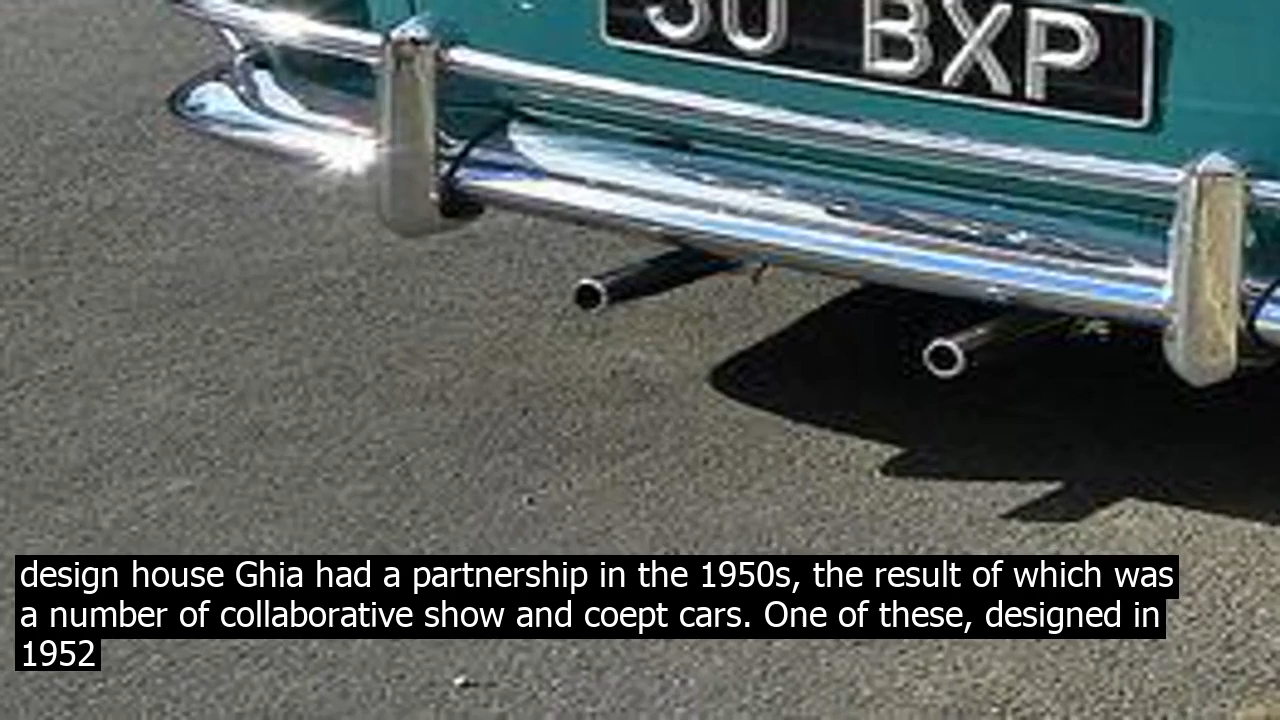 50 BXP
design house Ghia had a partnership in the 1950s, the result of which was
a number of collaborative show and coept cars. One of these, designed in
1952